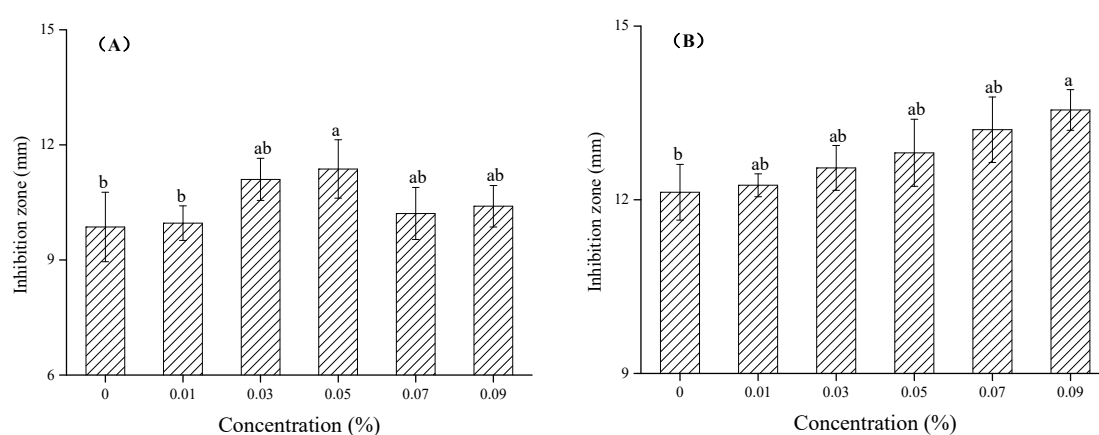 (A)
15
12
9
6
Inhibition zone (mm)
b
b
ab
a
ab
ab
0
0.01
0.03
0.05
0.07
0.09
Concentration (%)
(B)
15
12
9
Inhibition zone (mm)
b
ab
ab
ab
ab
a
0
0.01
0.03
0.05
0.07
0.09
Concentration (%)